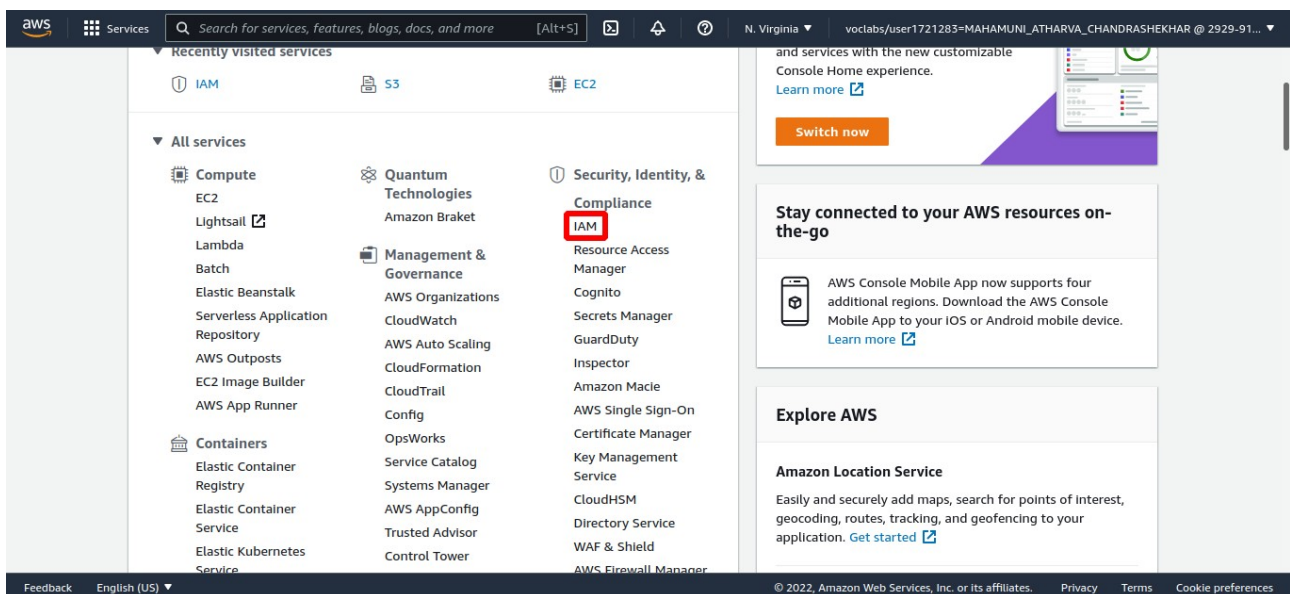 aws
Services
Search for services, features, blogs, docs, and more
[Alt+S]
N. Virginia ▼
voclabs/user1721283=MAHAMUNI_ATHARVA_CHANDRASHEKHAR @ 2929-91... ▼
▼ Recently visited services
IAM
S3
EC2
▼ All services
Compute
EC2
Lightsail
Lambda
Batch
Elastic Beanstalk
Serverless Application
Repository
AWS Outposts
EC2 Image Builder
AWS App Runner
Containers
Elastic Container
Registry
Elastic Container
Service
Elastic Kubernetes
Service
Quantum
Technologies
Amazon Braket
Management &
Governance
AWS Organizations
CloudWatch
AWS Auto Scaling
CloudFormation
CloudTrail
Config
OpsWorks
Service Catalog
Systems Manager
AWS AppConfig
Trusted Advisor
Control Tower
Security, Identity, &
Compliance
IAM
Resource Access
Manager
Cognito
Secrets Manager
GuardDuty
Inspector
Amazon Macie
AWS Single Sign-On
Certificate Manager
Key Management
Service
CloudHSM
Directory Service
WAF & Shield
AWS Firewall Manager
and services with the new customizable
Console Home experience.
Learn more
Switch now
Stay connected to your AWS resources on-
the-go
AWS Console Mobile App now supports four
additional regions. Download the AWS Console
Mobile App to your iOS or Android mobile device.
Learn more
Explore AWS
Amazon Location Service
Easily and securely add maps, search for points of interest,
geocoding, routes, tracking, and geofencing to your
application. Get started
Feedback
English (US) ▼
© 2022, Amazon Web Services, Inc. or its affiliates.
Privacy
Terms
Cookie preferences